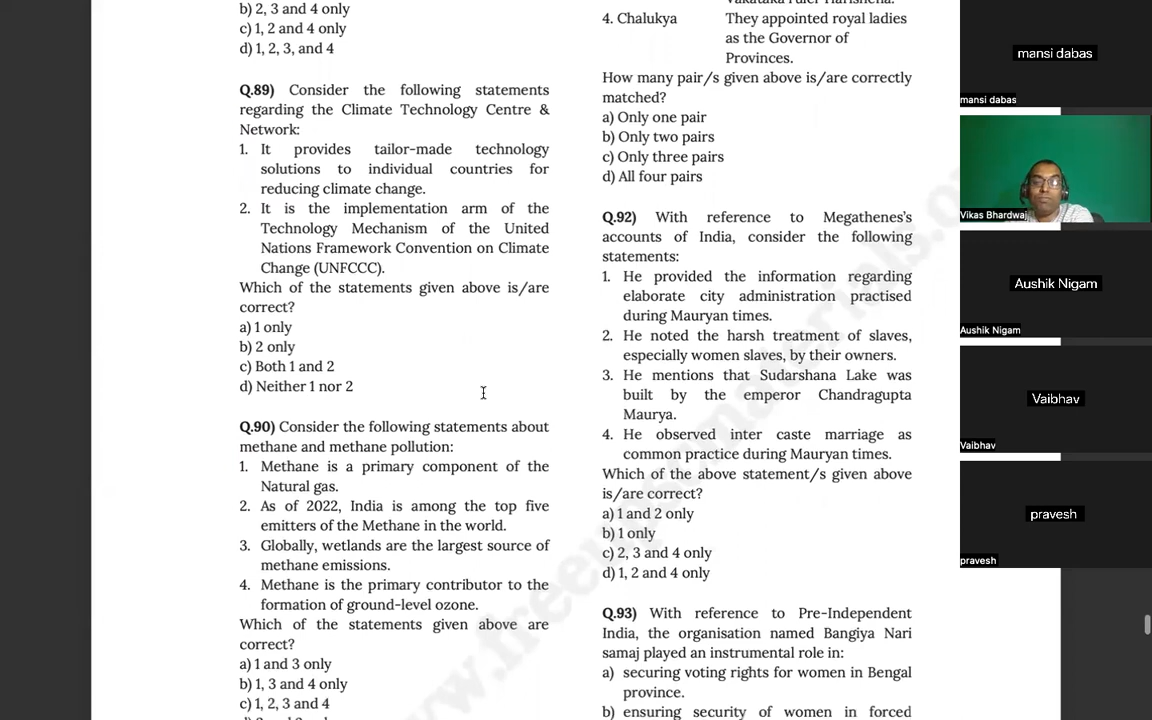 b) 2, 3 and 4 only
c) 1, 2 and 4 only
d) 1, 2, 3, and 4
Q.89) Consider the following statements
regarding the Climate Technology Centre &
Network:
1. It provides tailor-made technology
solutions to individual countries for
reducing climate change.
2. It is the implementation arm of the
Technology Mechanism of the United
Nations Framework Convention on Climate
Change (UNFCCC).
Which of the statements given above is/are
correct?
a) 1 only
b) 2 only
c) Both 1 and 2
d) Neither 1 nor 2
Q.90) Consider the following statements about
methane and methane pollution:
1. Methane is a primary component of the
Natural gas.
2. As of 2022, India is among the top five
emitters of the Methane in the world.
3. Globally, wetlands are the largest source of
methane emissions.
4. Methane is the primary contributor to the
formation of ground-level ozone.
Which of the statements given above are
correct?
a) 1 and 3 only
b) 1, 3 and 4 only
c) 1, 2, 3 and 4
4. Chalukya They appointed royal ladies
as the Governor of
Provinces.
How many pair/s given above is/are correctly
matched?
a) Only one pair
b) Only two pairs
c) Only three pairs
d) All four pairs
Q.92) With reference to Megathenes's
accounts of India, consider the following
statements:
1. He provided the information regarding
elaborate city administration practised
during Mauryan times.
2. He noted the harsh treatment of slaves,
especially women slaves, by their owners.
3. He mentions that Sudarshana Lake was
built by the emperor Chandragupta
Maurya.
4. He observed inter caste marriage as
common practice during Mauryan times.
Which of the above statement/s given above
is/are correct?
a) 1 and 2 only
b) 1 only
c) 2, 3 and 4 only
d) 1, 2 and 4 only
Q.93) With reference to Pre-Independent
India, the organisation named Bangiya Nari
samaj played an instrumental role in:
a) securing voting rights for women in Bengal
province.
b) ensuring security of women in forced
mansi dabas
mansi dabas
Vikas Bhardwaj
Aushik Nigam
Aushik Nigam
Vaibhav
Vaibhav
pravesh
pravesh